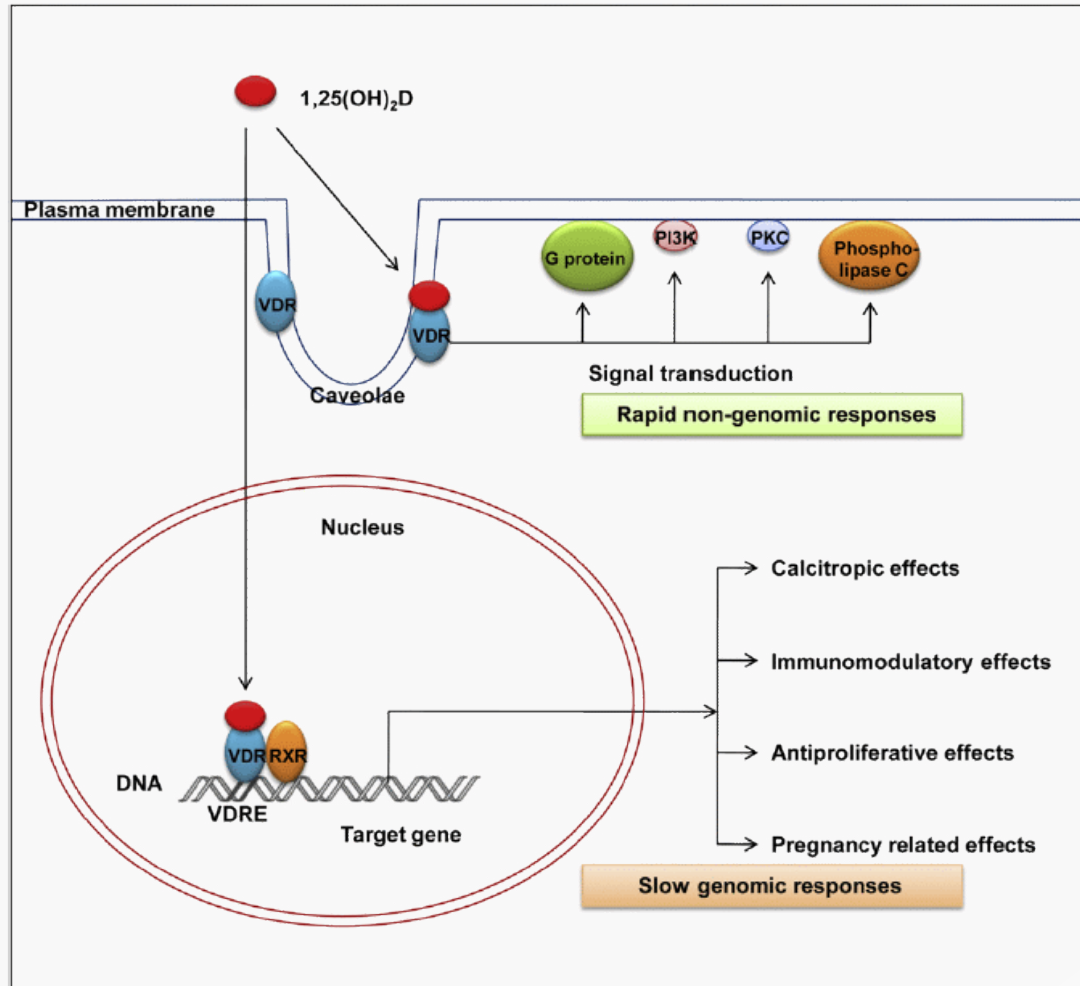 1,25(OH)₂D
Plasma membrane
G protein
PI3K
PKC
Phospho-
lipase C
VDR
VDR
Caveolae
Signal transduction
Rapid non-genomic responses
Nucleus
Calcitropic effects
Immunomodulatory effects
VDR
RXR
Antiproliferative effects
DNA
VDRE
Target gene
Pregnancy related effects
Slow genomic responses